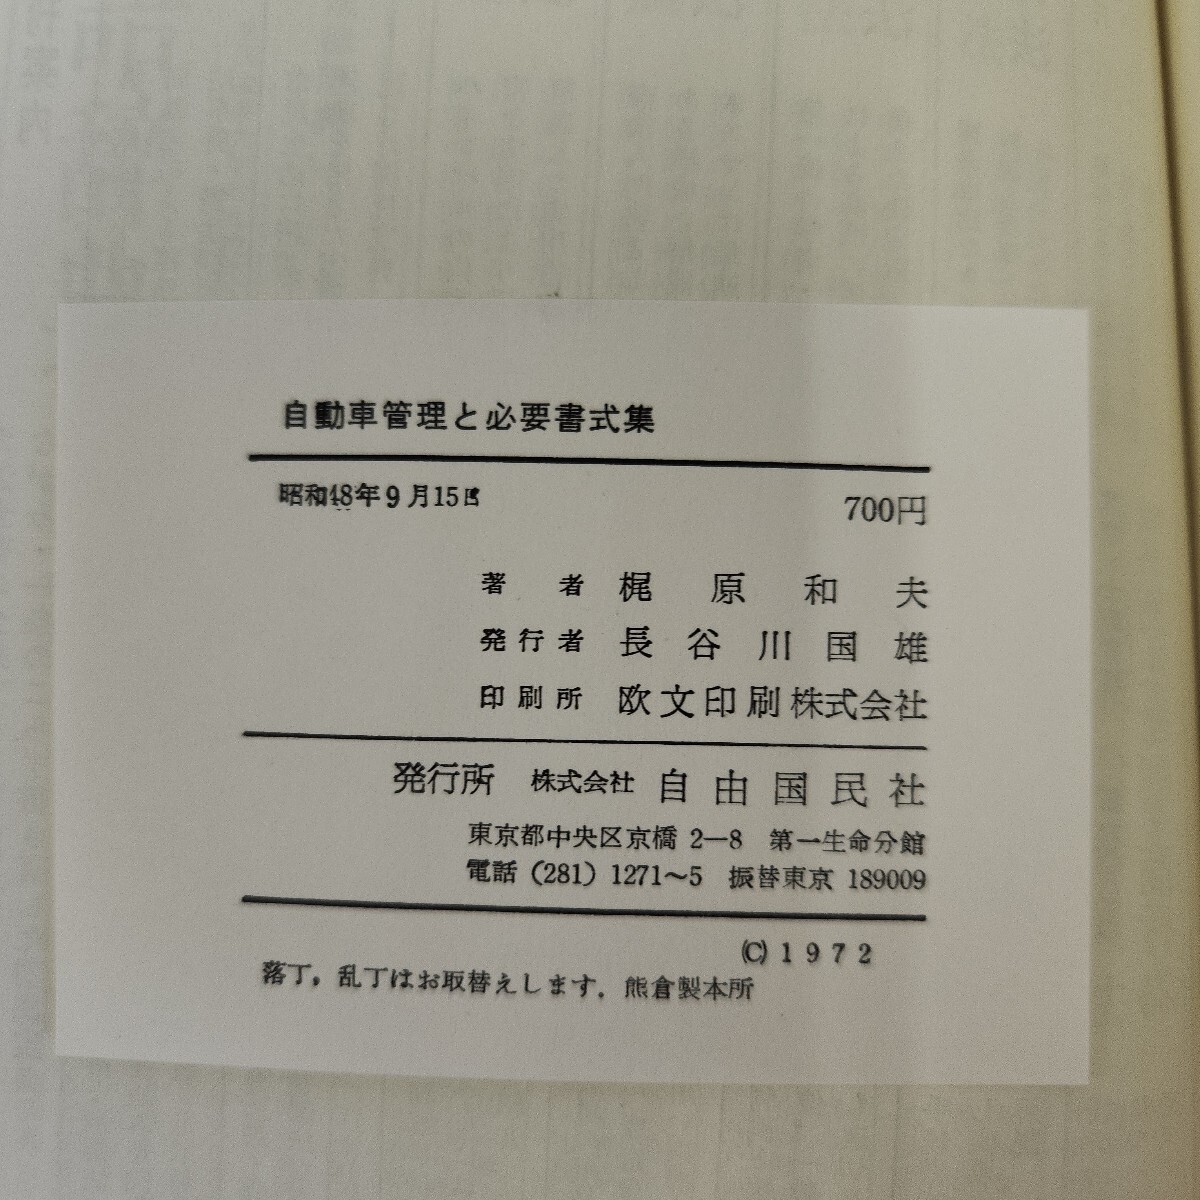 自動車管理と必要書式集
昭和48年9月15日 700円
著者 梶原和夫
発行者 長谷川国雄
印刷所 欧文印刷株式会社
発行所 株式会社 自由国民社
東京都中央区京橋 2—8 第一生命分館
電話 (281) 1271〜5 振替東京 189009
(C) 1972
落丁，乱丁はお取替えします．熊倉製本所